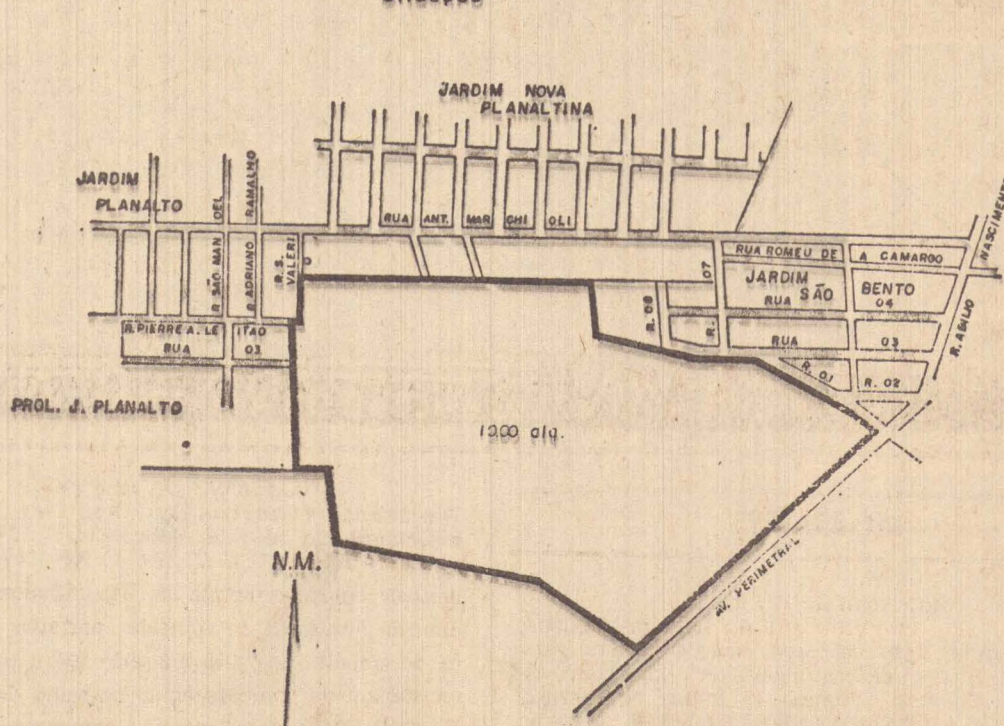 JARDIM NOVA
PLANALTINA
JARDIM
PLANALTO
R. SÃO MAN OEL
R. ADRIANO RAMALHO
R. S. VALERI
RUA ANT. MAR CHI OLI
R. ABILIO NASCIMENTO
RUA ROMEU DE A CAMARGO
07
JARDIM SÃO BENTO
RUA 04
R. 08
R.
RUA 03
R. 01
R. 02
R. PIERRE A. LE ITAO
RUA 03
PROL. J. PLANALTO
alq.
N.M.
AV. PERIMETRAL